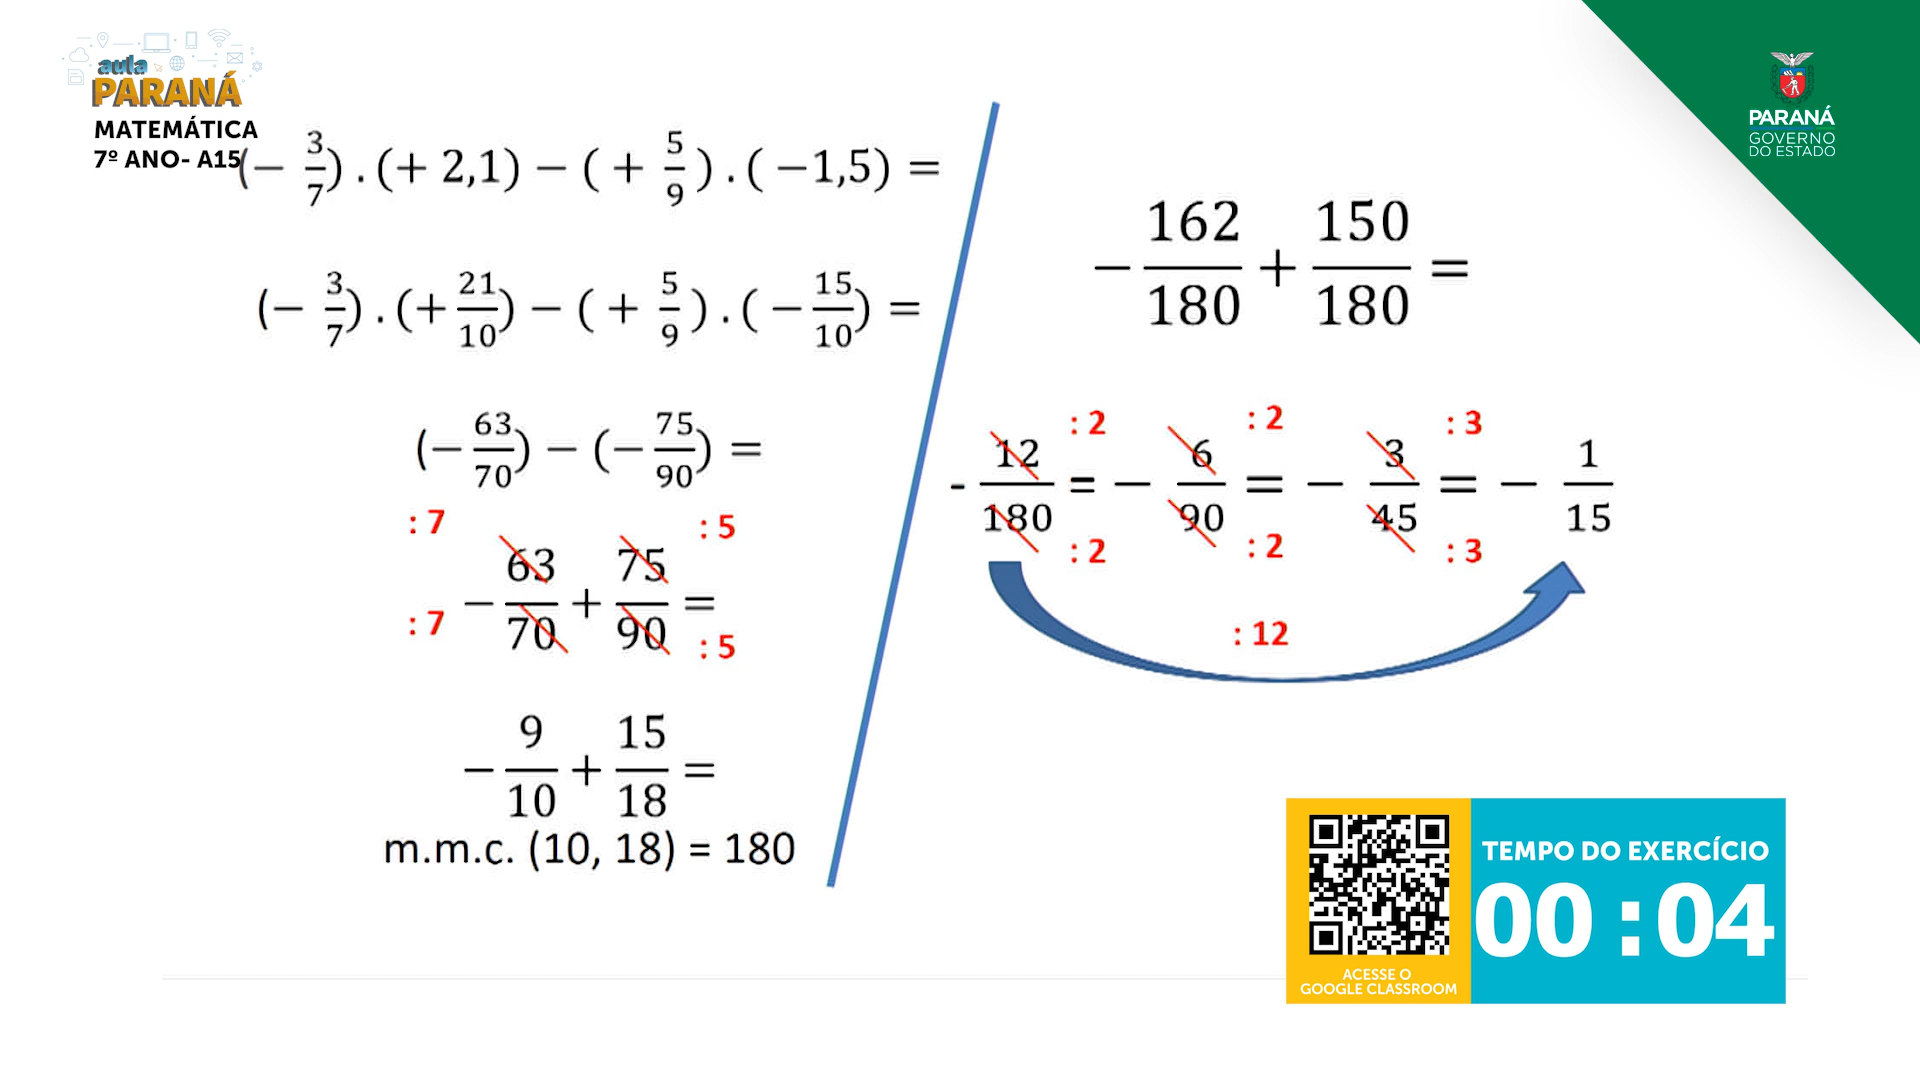 aula
PARANÁ
MATEMÁTICA
7º ANO- A15
(− 3/7) . (+ 2,1) − ( + 5/9 ) . ( −1,5) =
(− 3/7) . (+ 21/10) − ( + 5/9 ) . ( − 15/10) =
(− 63/70) − (− 75/90) =
: 7 : 5
− 63/70 + 75/90 =
: 7 : 5
− 9/10 + 15/18 =
m.m.c. (10, 18) = 180
− 162/180 + 150/180 =
: 2 : 2 : 3
- 12/180 = − 6/90 = − 3/45 = − 1/15
: 2 : 2 : 3
: 12
PARANÁ
GOVERNO
DO ESTADO
ACESSE O
GOOGLE CLASSROOM
TEMPO DO EXERCÍCIO
00 : 04